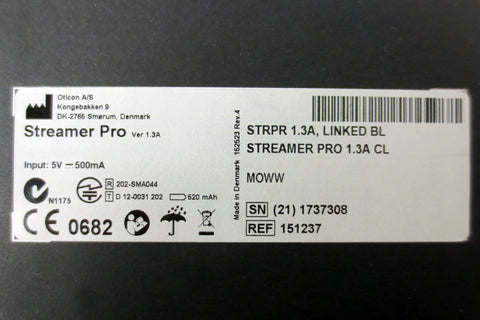 Oticon A/S
Kongebakken 9
DK-2765 Smørum, Denmark
Streamer Pro Ver 1.3A
Input: 5V ⎓ 500mA
N1175
R 202-SMA044
T D 12-0031 202
520 mAh
CE 0682
Made in Denmark 152523 Rev.4
STRPR 1.3A, LINKED BL
STREAMER PRO 1.3A CL
MOWW
SN (21) 1737308
REF 151237